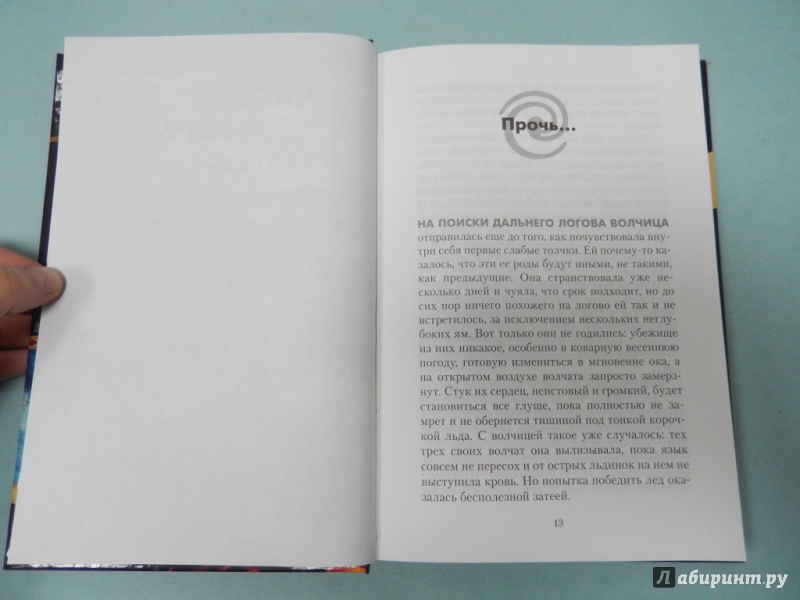 Прочь...
НА ПОИСКИ ДАЛЬНЕГО ЛОГОВА ВОЛЧИЦА
отправилась еще до того, как почувствовала вну-
три себя первые слабые толчки. Ей почему-то ка-
залось, что эти ее роды будут иными, не такими,
как предыдущие. Она странствовала уже не-
сколько дней и чуяла, что срок подходит, но до
сих пор ничего похожего на логово ей так и не
встретилось, за исключением нескольких неглу-
боких ям. Вот только они не годились: убежище
из них никакое, особенно в коварную весеннюю
погоду, готовую измениться в мгновение ока, а
на открытом воздухе волчата запросто замерз-
нут. Стук их сердец, неистовый и громкий, будет
становиться все глуше, пока полностью не за-
мрет и не обернется тишиной под тонкой короч-
кой льда. С волчицей такое уже случалось: тех
трех своих волчат она вылизывала, пока язык
совсем не пересох и от острых льдинок на нем не
выступила кровь. Но попытка победить лед ока-
залась бесполезной затеей.
13
Лабиринт.ру